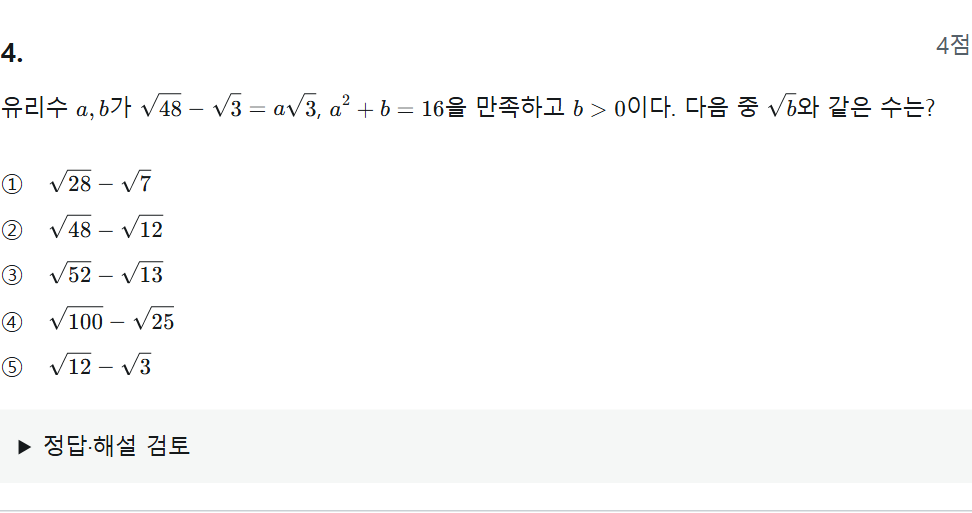 4.
4점
유리수 a, b가 √48 − √3 = a√3, a² + b = 16을 만족하고 b > 0이다. 다음 중 √b와 같은 수는?
① √28 − √7
② √48 − √12
③ √52 − √13
④ √100 − √25
⑤ √12 − √3
▶ 정답·해설 검토